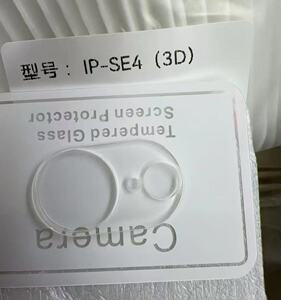 型号：IP-SE4（3D）
Camera
Tempered Glass
Screen Protector